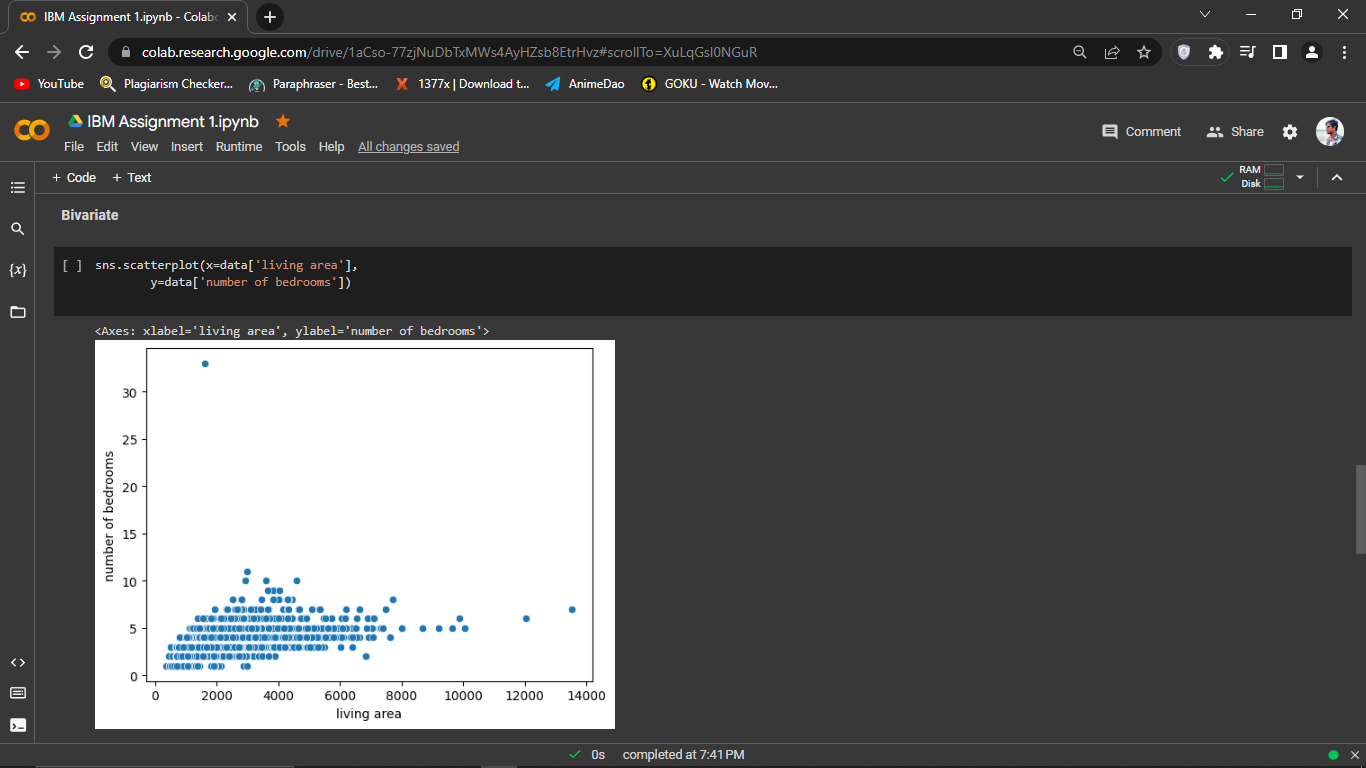 IBM Assignment 1.ipynb - Colab
colab.research.google.com/drive/1aCso-77zjNuDbTxMWs4AyHZsb8EtrHvz#scrollTo=XuLqGsI0NGuR
YouTube Plagiarism Checker... Paraphraser - Best... 1377x | Download t... AnimeDao GOKU - Watch Mov...
IBM Assignment 1.ipynb
Comment Share
File Edit View Insert Runtime Tools Help All changes saved
+ Code + Text
RAM
Disk
Bivariate
[ ] sns.scatterplot(x=data['living area'],
y=data['number of bedrooms'])
<Axes: xlabel='living area', ylabel='number of bedrooms'>
30
25
20
15
10
5
0
number of bedrooms
0 2000 4000 6000 8000 10000 12000 14000
living area
0s completed at 7:41 PM